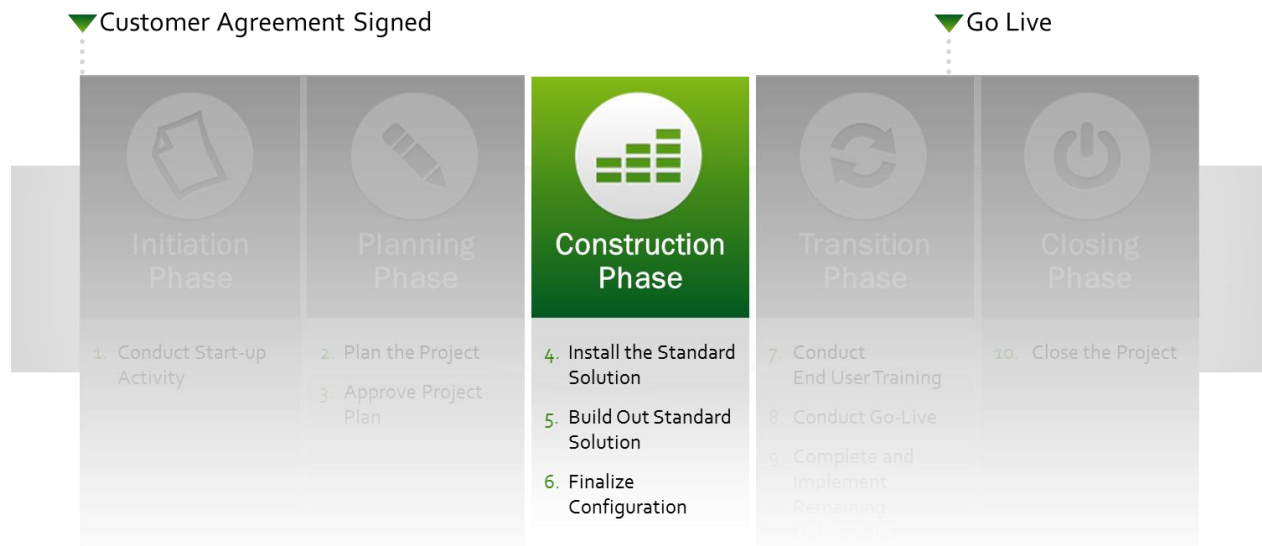 Customer Agreement Signed
Go Live
Initiation
Phase
Planning
Phase
Construction
Phase
Transition
Phase
Closing
Phase
1. Conduct Start-up
Activity
2. Plan the Project
3. Approve Project
Plan
4. Install the Standard
Solution
5. Build Out Standard
Solution
6. Finalize
Configuration
7. Conduct
End User Training
8. Conduct Go-Live
9. Complete and
Implement
Remaining
10. Close the Project